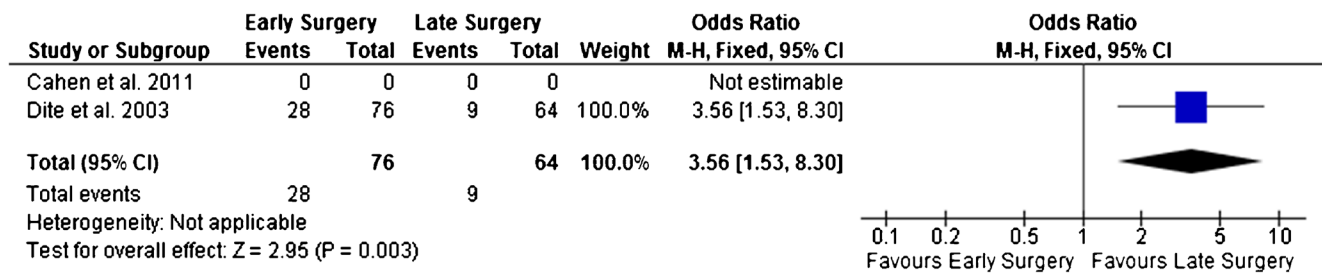 Early Surgery Late Surgery Odds Ratio Odds Ratio
Study or Subgroup Events Total Events Total Weight M-H, Fixed, 95% CI M-H, Fixed, 95% CI
Cahen et al. 2011 0 0 0 0 Not estimable
Dite et al. 2003 28 76 9 64 100.0% 3.56 [1.53, 8.30]
Total (95% CI) 76 64 100.0% 3.56 [1.53, 8.30]
Total events 28 9
Heterogeneity: Not applicable
Test for overall effect: Z = 2.95 (P = 0.003)
0.1 0.2 0.5 1 2 5 10
Favours Early Surgery Favours Late Surgery